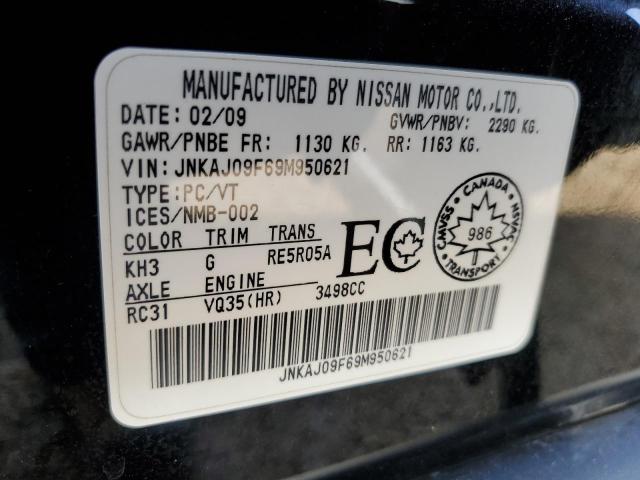 MANUFACTURED BY NISSAN MOTOR CO.,LTD.
DATE: 02/09 GVWR/PNBV: 2290 KG.
GAWR/PNBE FR: 1130 KG. RR: 1163 KG.
VIN: JNKAJ09F69M950621
TYPE: PC/VT
ICES/NMB-002
COLOR TRIM TRANS
KH3 G RE5R05A
AXLE ENGINE
RC31 VQ35(HR) 3498CC
EC
CANADA
CMVSS NSVAC
986
TRANSPORT
JNKAJ09F69M950621